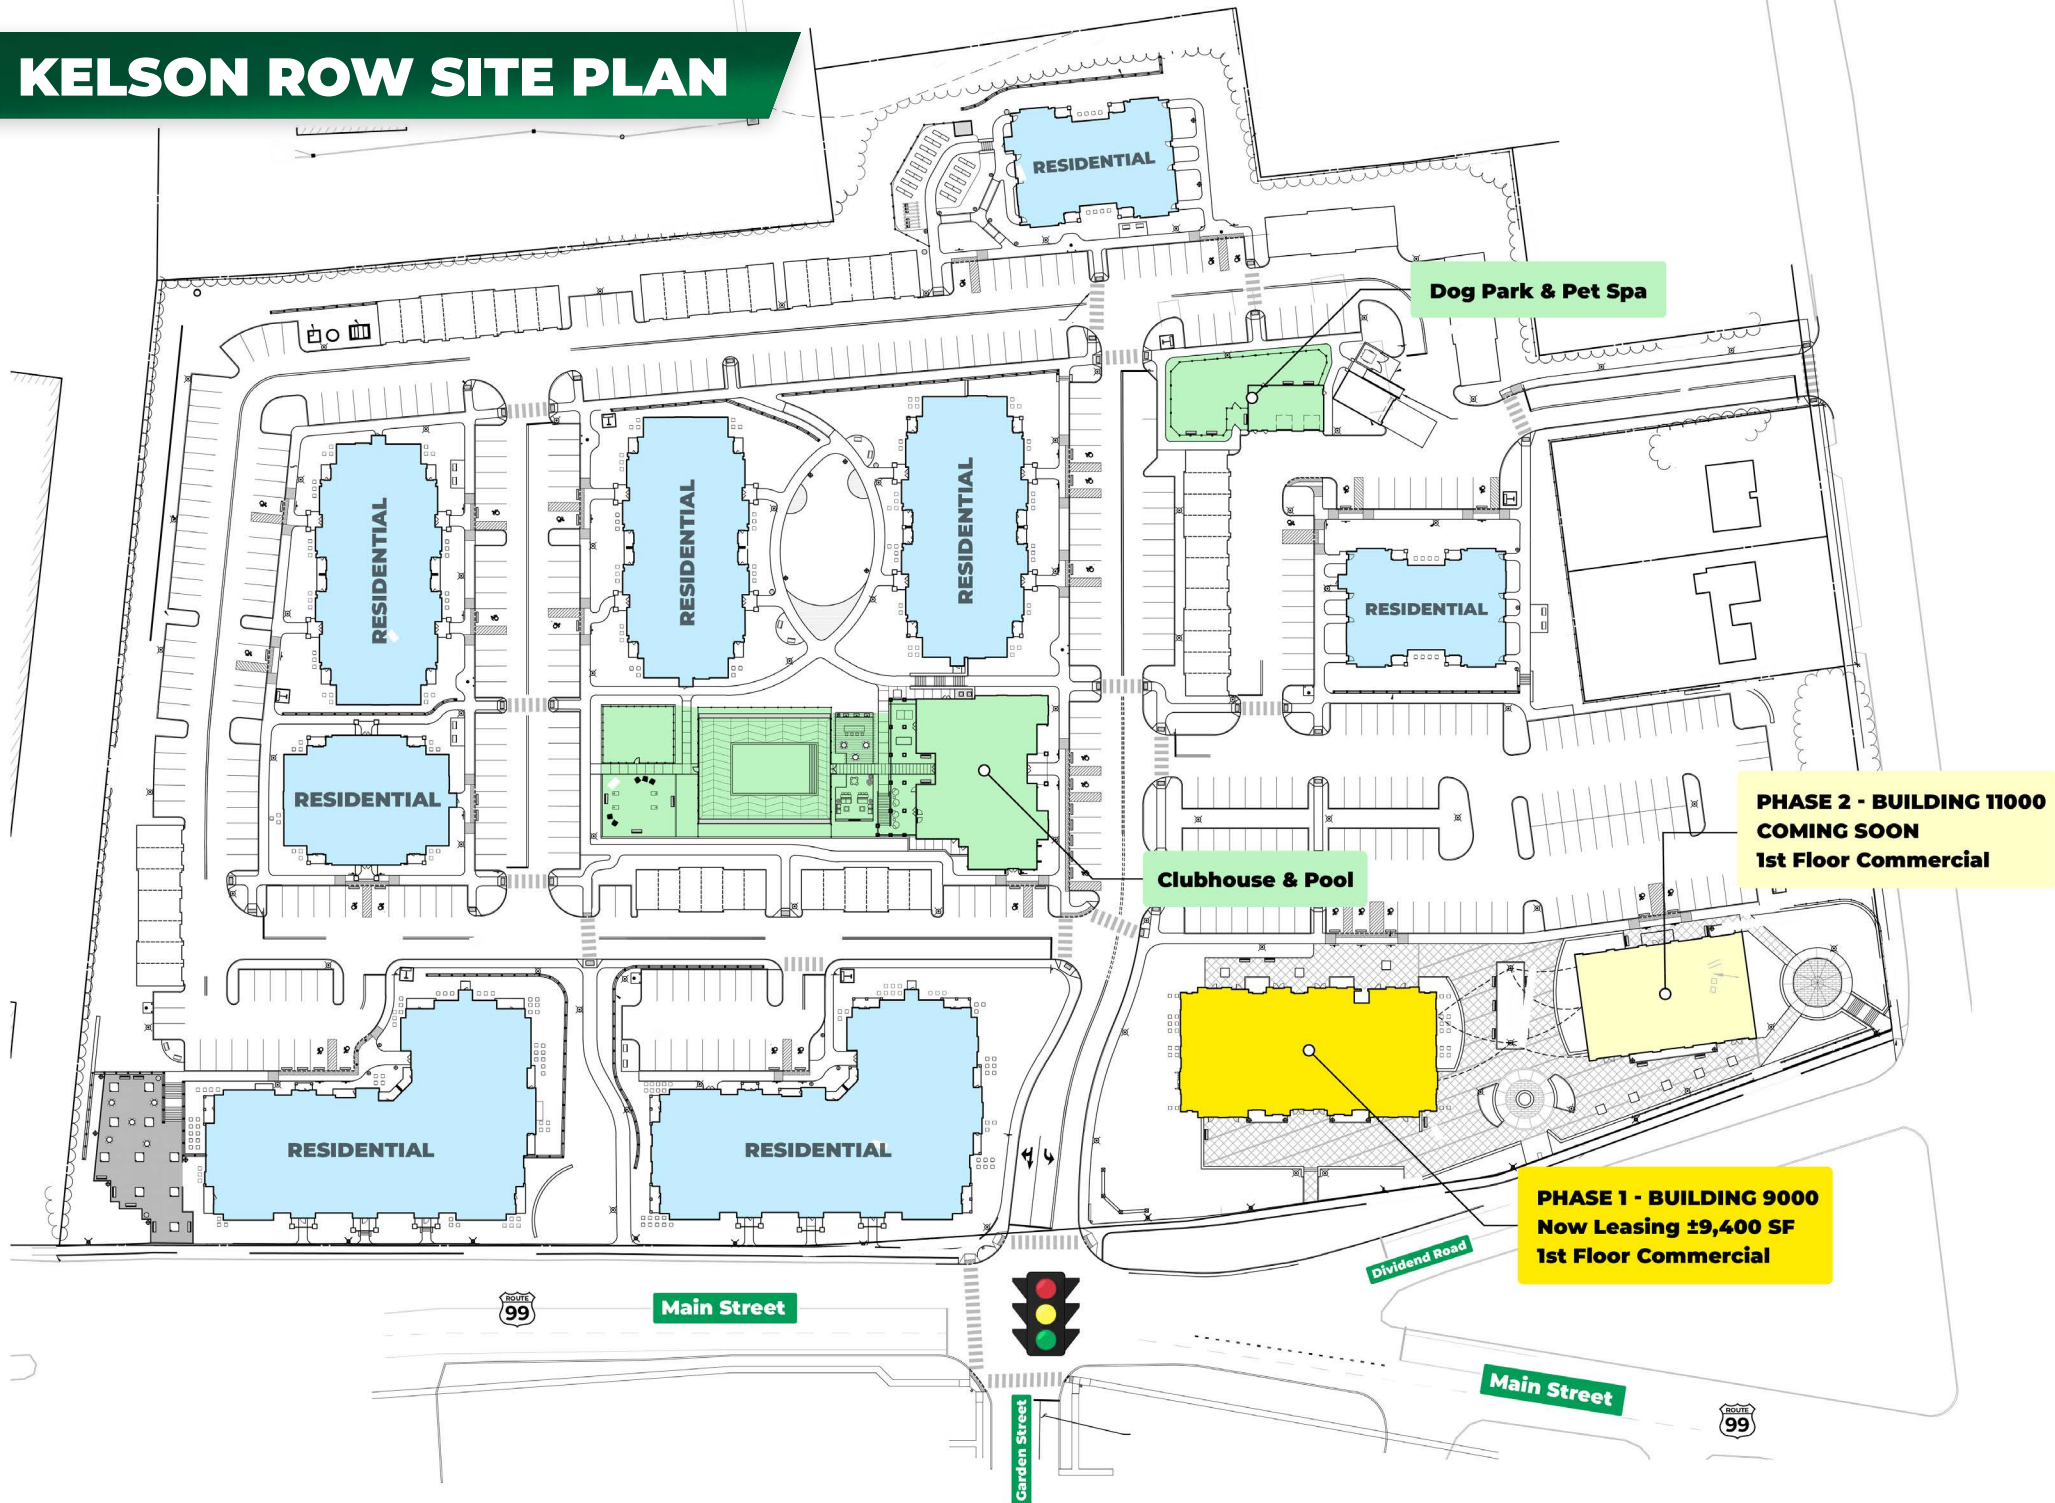 KELSON ROW SITE PLAN
RESIDENTIAL
Dog Park & Pet Spa
RESIDENTIAL
RESIDENTIAL
RESIDENTIAL
RESIDENTIAL
RESIDENTIAL
PHASE 2 - BUILDING 11000
COMING SOON
1st Floor Commercial
Clubhouse & Pool
RESIDENTIAL
RESIDENTIAL
PHASE 1 - BUILDING 9000
Now Leasing ±9,400 SF
1st Floor Commercial
Dividend Road
ROUTE
99
Main Street
Main Street
ROUTE
99
Garden Street